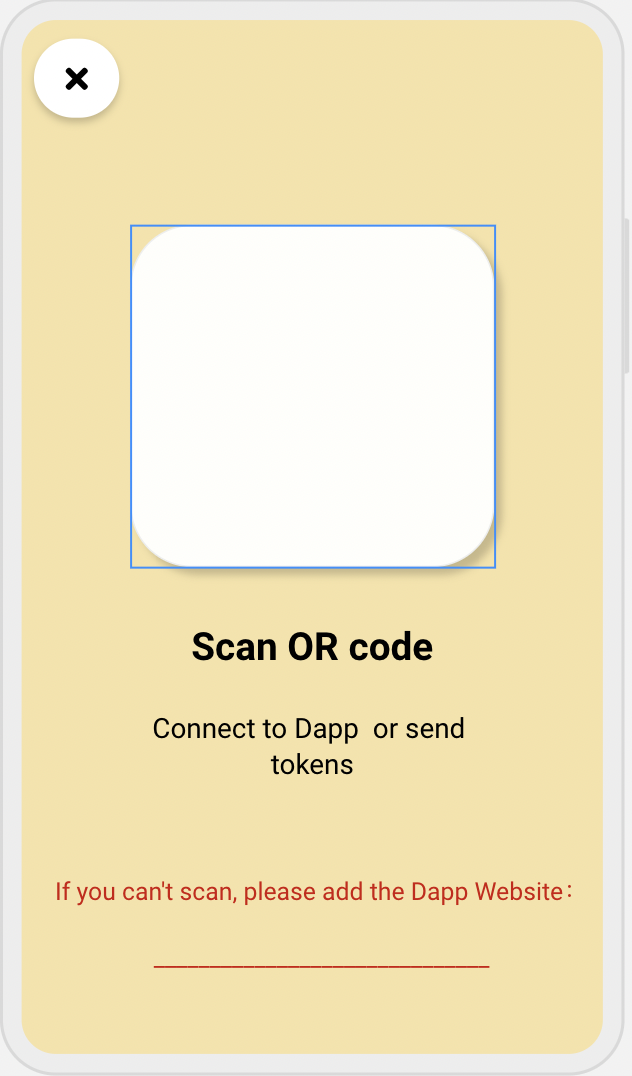 Scan OR code
Connect to Dapp  or send
tokens
If you can't scan, please add the Dapp Website：